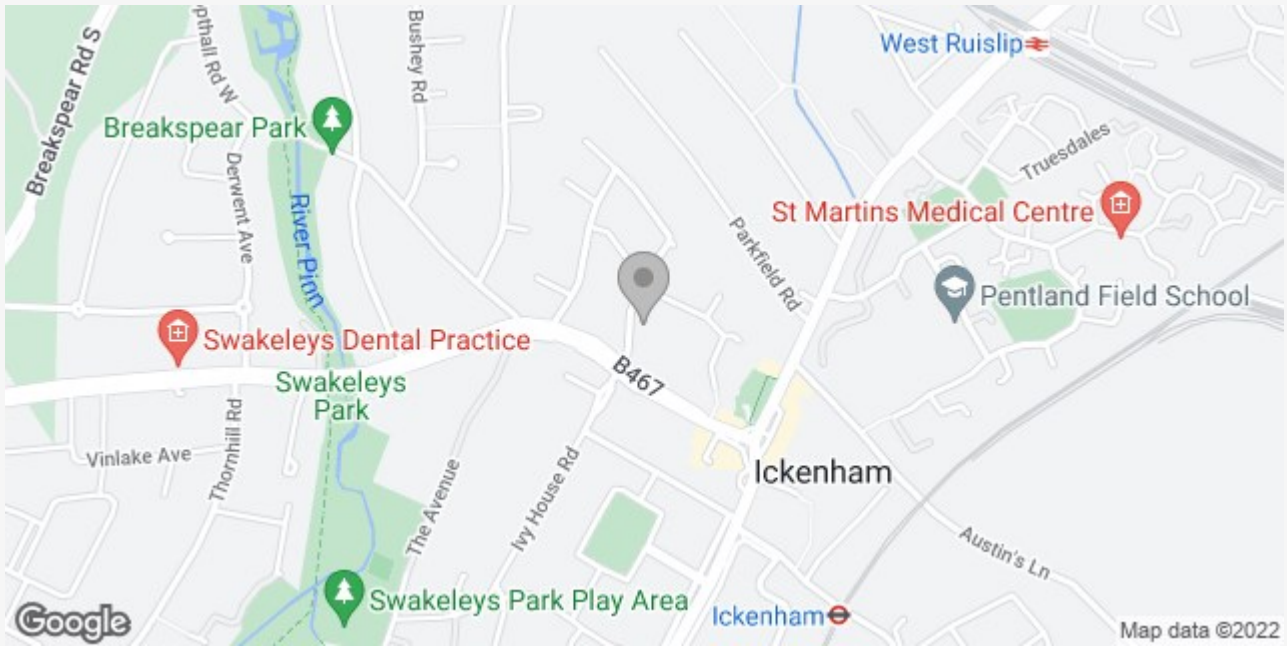 Breakspear Rd S
opthall Rd W
Bushey Rd
West Ruislip
Breakspear Park
Truesdales
Derwent Ave
River Pinn
St Martins Medical Centre
Parkfield Rd
Pentland Field School
Swakeleys Dental Practice
B467
Swakeleys
Park
Thornhill Rd
Vinlake Ave
Ickenham
The Avenue
Ivy House Rd
Austin's Ln
Swakeleys Park Play Area
Ickenham
Google
Map data ©2022